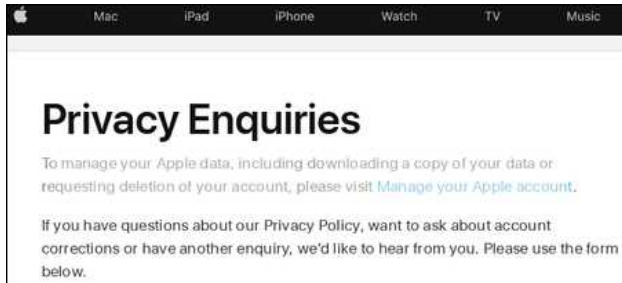 Mac iPad iPhone Watch TV Music
Privacy Enquiries
To manage your Apple data, including downloading a copy of your data or
requesting deletion of your account, please visit Manage your Apple account.
If you have questions about our Privacy Policy, want to ask about account
corrections or have another enquiry, we'd like to hear from you. Please use the form
below.